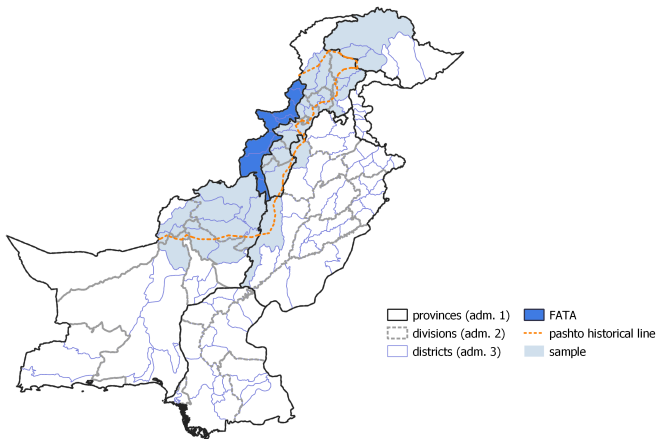 provinces (adm. 1)
FATA
divisions (adm. 2)
pashto historical line
districts (adm. 3)
sample